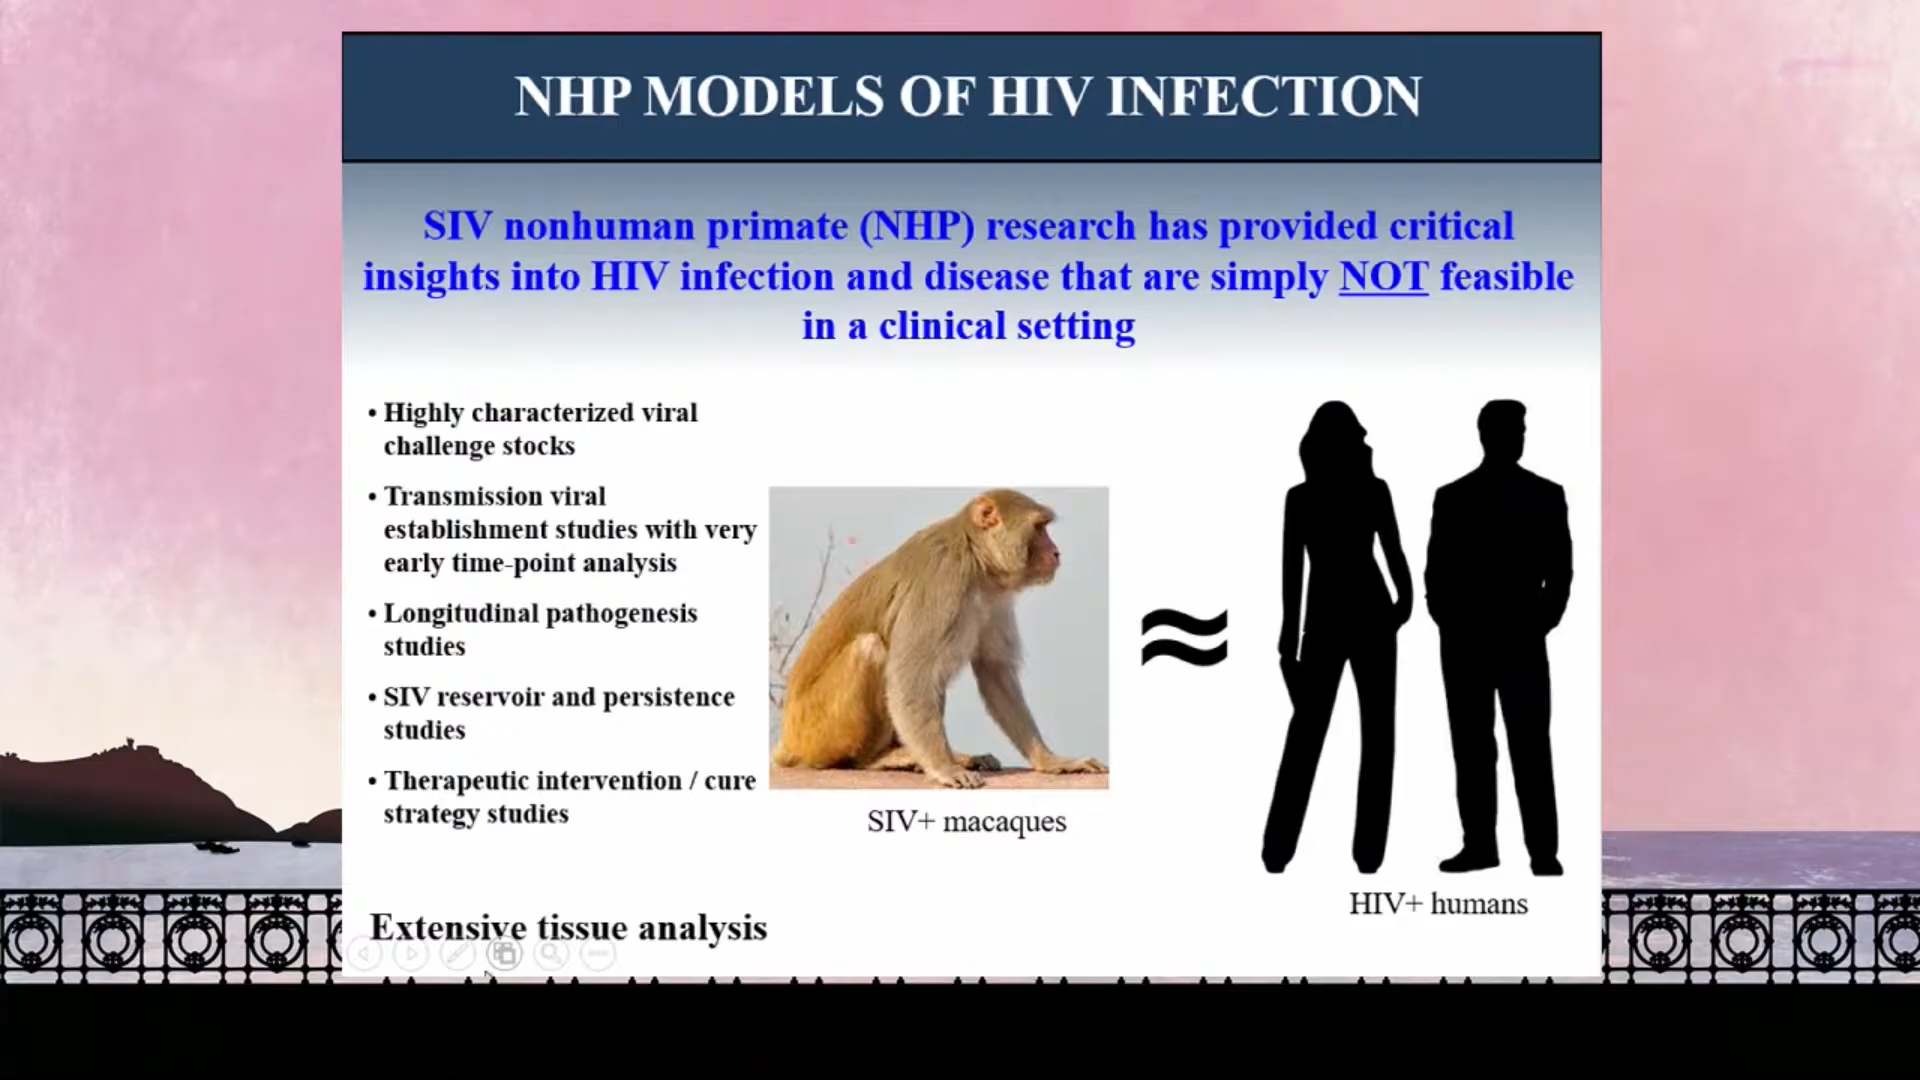 NHP MODELS OF HIV INFECTION
SIV nonhuman primate (NHP) research has provided critical
insights into HIV infection and disease that are simply NOT feasible
in a clinical setting
• Highly characterized viral
challenge stocks
• Transmission viral
establishment studies with very
early time-point analysis
• Longitudinal pathogenesis
studies
• SIV reservoir and persistence
studies
• Therapeutic intervention / cure
strategy studies
Extensive tissue analysis
SIV+ macaques
≈
HIV+ humans